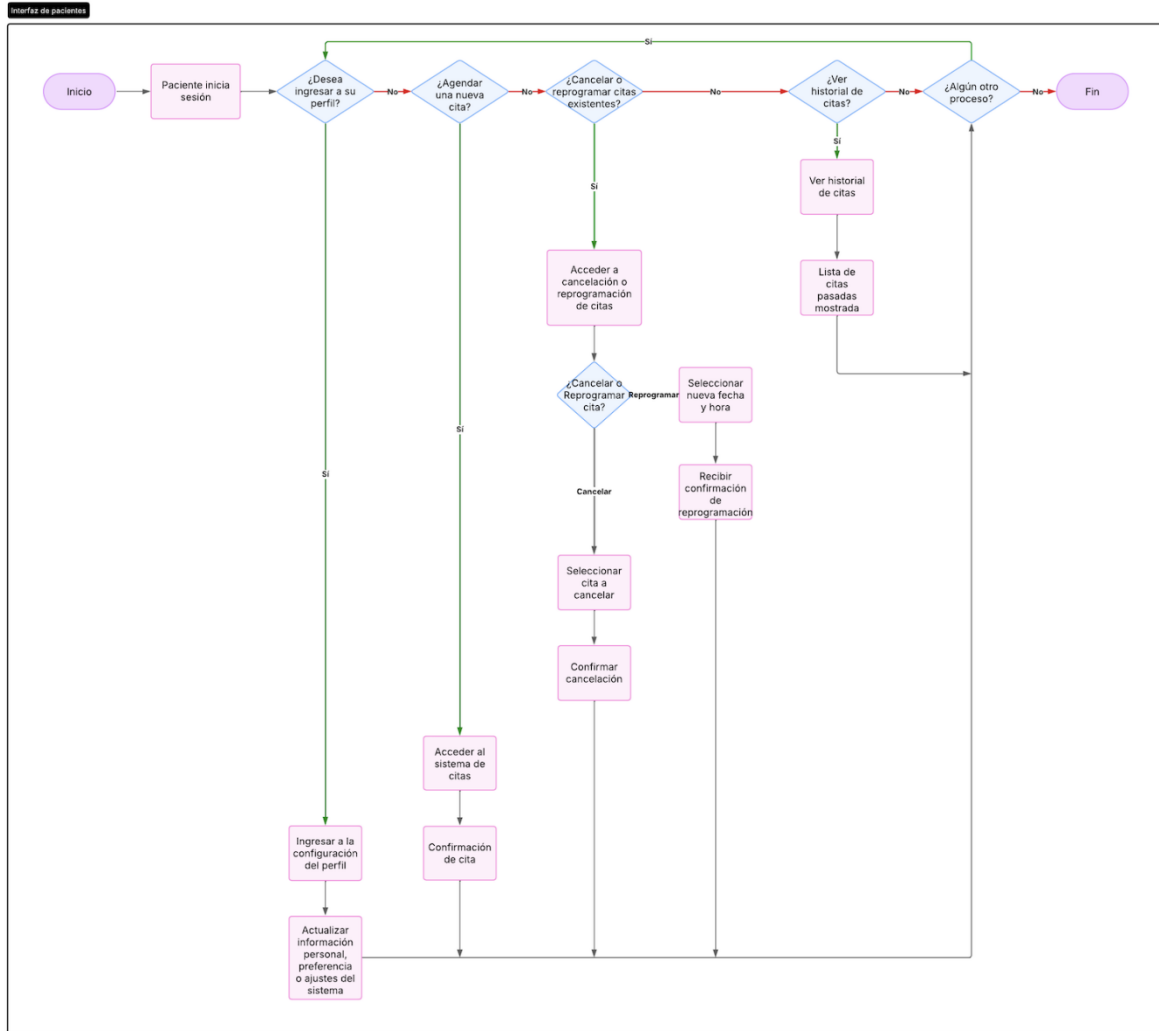 Interfaz de pacientes
Sí
Inicio
Paciente inicia
sesión
¿Desea
ingresar a su
perfil?
No
¿Agendar
una nueva
cita?
No
¿Cancelar o
reprogramar citas
existentes?
No
¿Ver
historial de
citas?
No
¿Algún otro
proceso?
No
Fin
Sí
Ver historial
de citas
Sí
Acceder a
cancelación o
reprogramación
de citas
Lista de
citas
pasadas
mostrada
¿Cancelar o
Reprogramar
cita?
Reprogramar
Seleccionar
nueva fecha
y hora
Sí
Sí
Cancelar
Recibir
confirmación
de
reprogramación
Seleccionar
cita a
cancelar
Confirmar
cancelación
Acceder al
sistema de
citas
Ingresar a la
configuración
del perfil
Confirmación
de cita
Actualizar
información
personal,
preferencia
o ajustes del
sistema